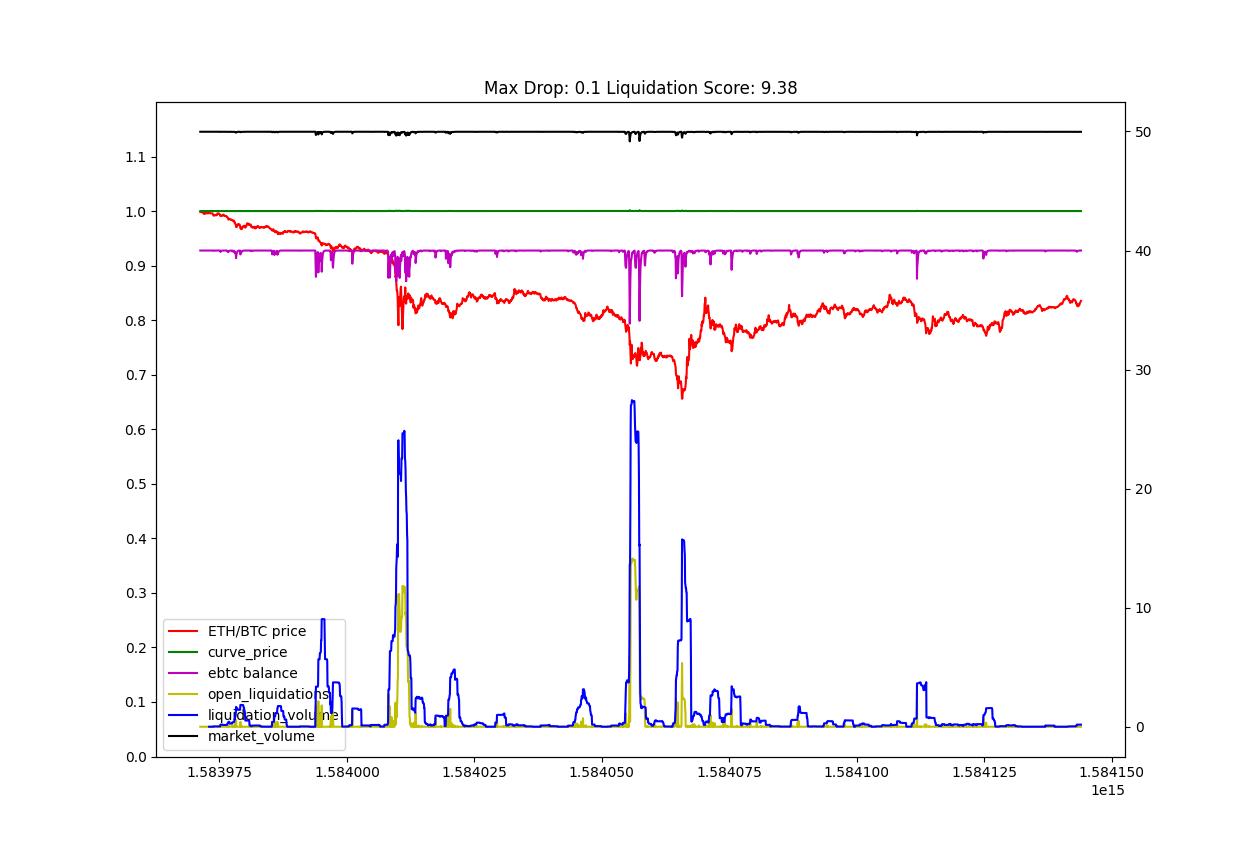 Max Drop: 0.1 Liquidation Score: 9.38
1.1
1.0
0.9
0.8
0.7
0.6
0.5
0.4
0.3
0.2
0.1
0.0
50
40
30
20
10
0
ETH/BTC price
curve_price
ebtc balance
open_liquidations
liquidation_volume
market_volume
1.583975 1.584000 1.584025 1.584050 1.584075 1.584100 1.584125 1.584150
1e15